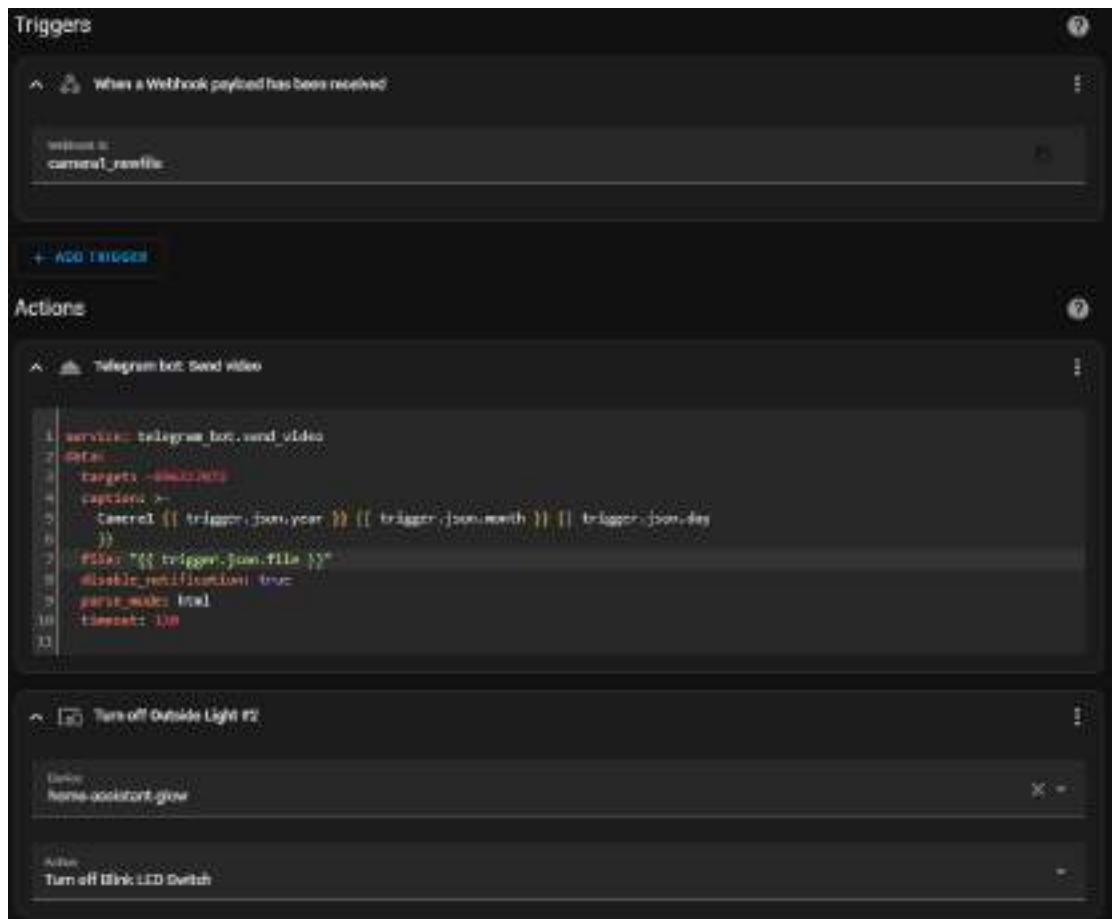 Triggers
When a Webhook payload has been received
Webhook ID
camera1_newfile
+ ADD TRIGGER
Actions
Telegram bot: Send video
1 service: telegram_bot.send_video
2 data:
3 target:
4 caption: >-
5 Camera1 {{ trigger.json.year }} {{ trigger.json.month }} {{ trigger.json.day
6 }}
7 file: "{{ trigger.json.file }}"
8 disable_notification: true
9 parse_mode: html
10 timeout: 120
11
Turn off Outside Light #2
Device
home-assistant-glow
Action
Turn off Blink LED Switch